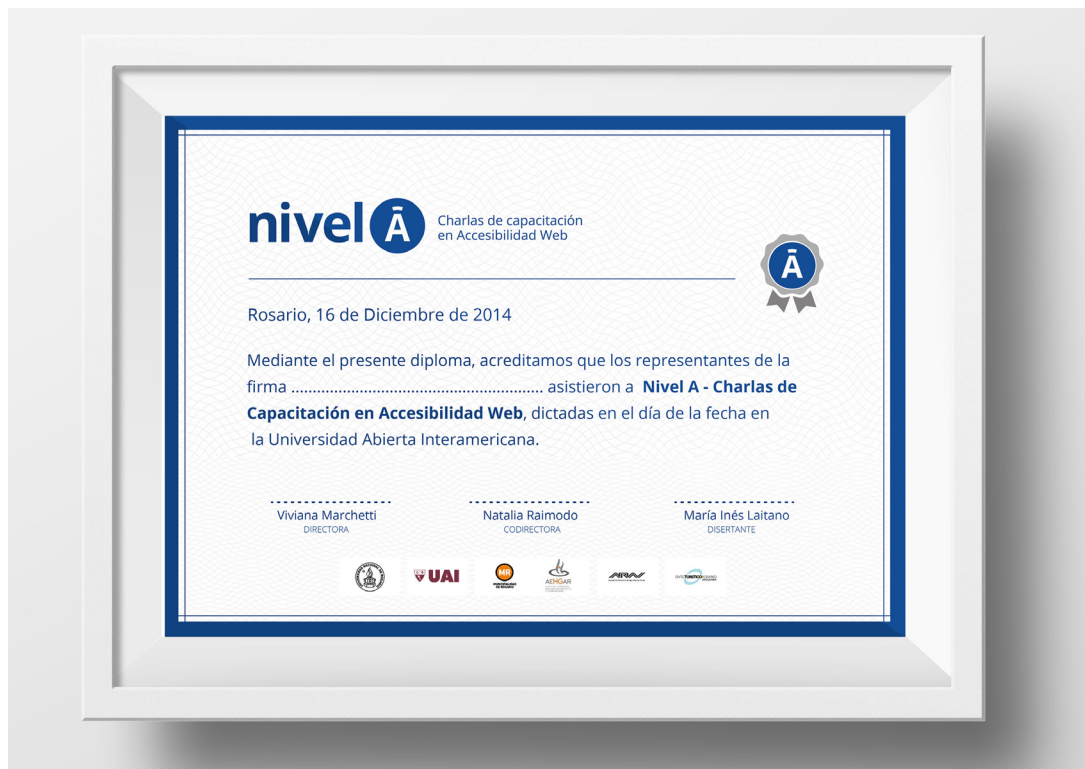 nivel Ā
Charlas de capacitación
en Accesibilidad Web
Ā
Rosario, 16 de Diciembre de 2014
Mediante el presente diploma, acreditamos que los representantes de la
firma ........................................................ asistieron a Nivel A - Charlas de
Capacitación en Accesibilidad Web, dictadas en el día de la fecha en
la Universidad Abierta Interamericana.
Viviana Marchetti
DIRECTORA
Natalia Raimodo
CODIRECTORA
María Inés Laitano
DISERTANTE
UAI
MR
MUNICIPALIDAD
DE ROSARIO
AEHGAR